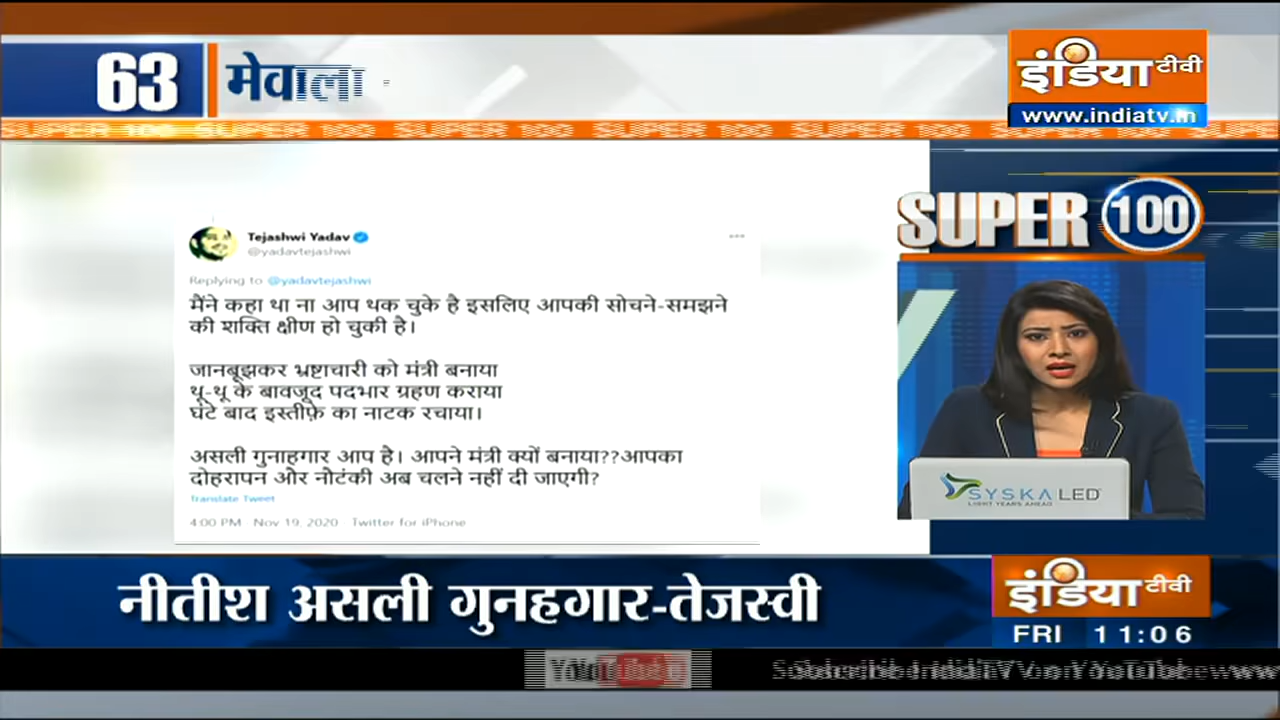 63 मेवाला
इंडिया टीवी
www.indiatv.in
SUPER 100 SUPER 100 SUPER 100 SUPER 100 SUPER 100 SUPER 100
SUPER 100
Tejashwi Yadav
@yadavtejashwi
Replying to @yadavtejashwi
मैंने कहा था ना आप थक चुके है इसलिए आपकी सोचने-समझने
की शक्ति क्षीण हो चुकी है।
जानबूझकर भ्रष्टाचारी को मंत्री बनाया
थू-थू के बावजूद पदभार ग्रहण कराया
घंटे बाद इस्तीफ़े का नाटक रचाया।
असली गुनाहगार आप है। आपने मंत्री क्यों बनाया??आपका
दोहरापन और नौटंकी अब चलने नहीं दी जाएगी?
Translate Tweet
4:00 PM Nov 19, 2020 Twitter for iPhone
SYSKA LED
LIGHT YEARS AHEAD
नीतीश असली गुनहगार-तेजस्वी
इंडिया टीवी
FRI 11:06